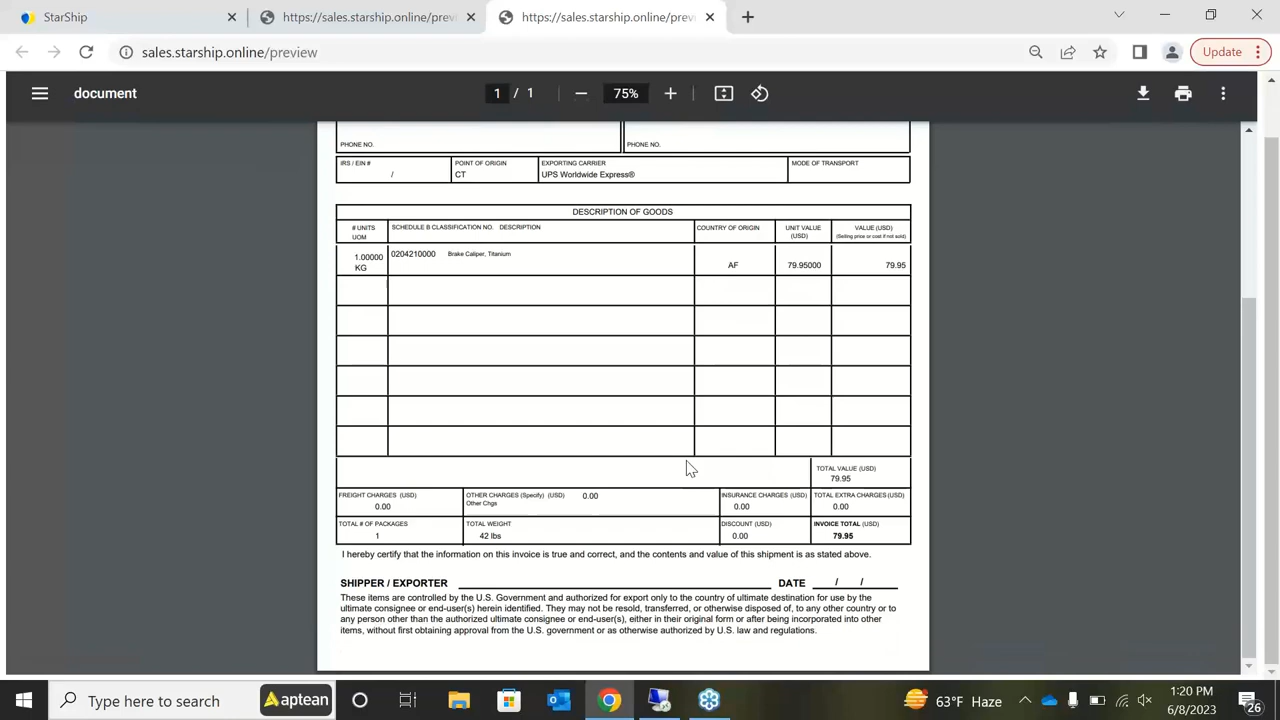 StarShip
https://sales.starship.online/prev
https://sales.starship.online/prev
sales.starship.online/preview
Update
document
1 / 1
75%
PHONE NO.
PHONE NO.
IRS / EIN #
POINT OF ORIGIN
EXPORTING CARRIER
MODE OF TRANSPORT
/
CT
UPS Worldwide Express®
DESCRIPTION OF GOODS
# UNITS
UOM
SCHEDULE B CLASSIFICATION NO. DESCRIPTION
COUNTRY OF ORIGIN
UNIT VALUE
(USD)
VALUE (USD)
(Selling price or cost if not sold)
1.00000
KG
0204210000 Brake Caliper, Titanium
AF
79.95000
79.95
TOTAL VALUE (USD)
79.95
FREIGHT CHARGES (USD)
0.00
OTHER CHARGES (Specify) (USD) 0.00
Other Chgs
INSURANCE CHARGES (USD)
0.00
TOTAL EXTRA CHARGES (USD)
0.00
TOTAL # OF PACKAGES
1
TOTAL WEIGHT
42 lbs
DISCOUNT (USD)
0.00
INVOICE TOTAL (USD)
79.95
I hereby certify that the information on this invoice is true and correct, and the contents and value of this shipment is as stated above.
SHIPPER / EXPORTER
DATE / /
These items are controlled by the U.S. Government and authorized for export only to the country of ultimate destination for use by the
ultimate consignee or end-user(s) herein identified. They may not be resold, transferred, or otherwise disposed of, to any other country or to
any person other than the authorized ultimate consignee or end-user(s), either in their original form or after being incorporated into other
items, without first obtaining approval from the U.S. government or as otherwise authorized by U.S. law and regulations.
Type here to search
aptean
63°F Haze
1:20 PM
6/8/2023
26